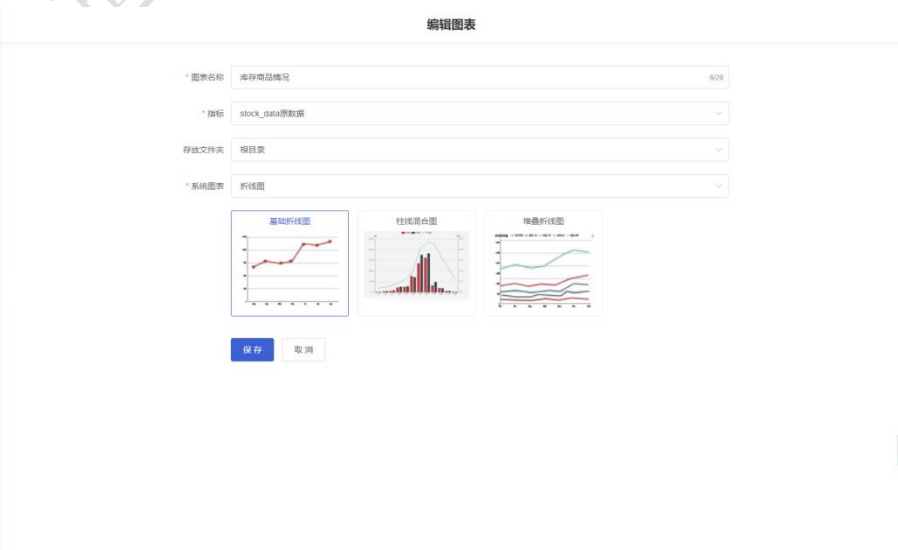 编辑图表
* 图表名称 库存商品情况 6/20
* 指标 stock_data原数据
存放文件夹 根目录
* 系统图表 折线图
基础折线图 柱线混合图 堆叠折线图
保存 取消